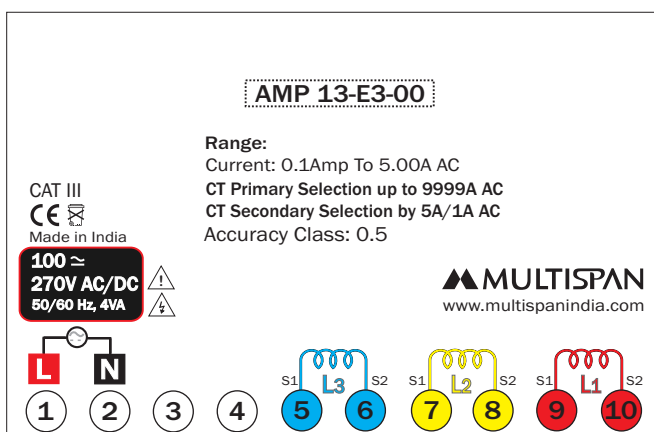 AMP 13-E3-00
Range:
Current: 0.1Amp To 5.00A AC
CT Primary Selection up to 9999A AC
CT Secondary Selection by 5A/1A AC
Accuracy Class: 0.5
CAT III
CE
Made in India
100 ≃
270V AC/DC
50/60 Hz, 4VA
MULTISPAN
www.multispanindia.com
L N
S1 L3 S2 S1 L2 S2 S1 L1 S2
1 2 3 4 5 6 7 8 9 10